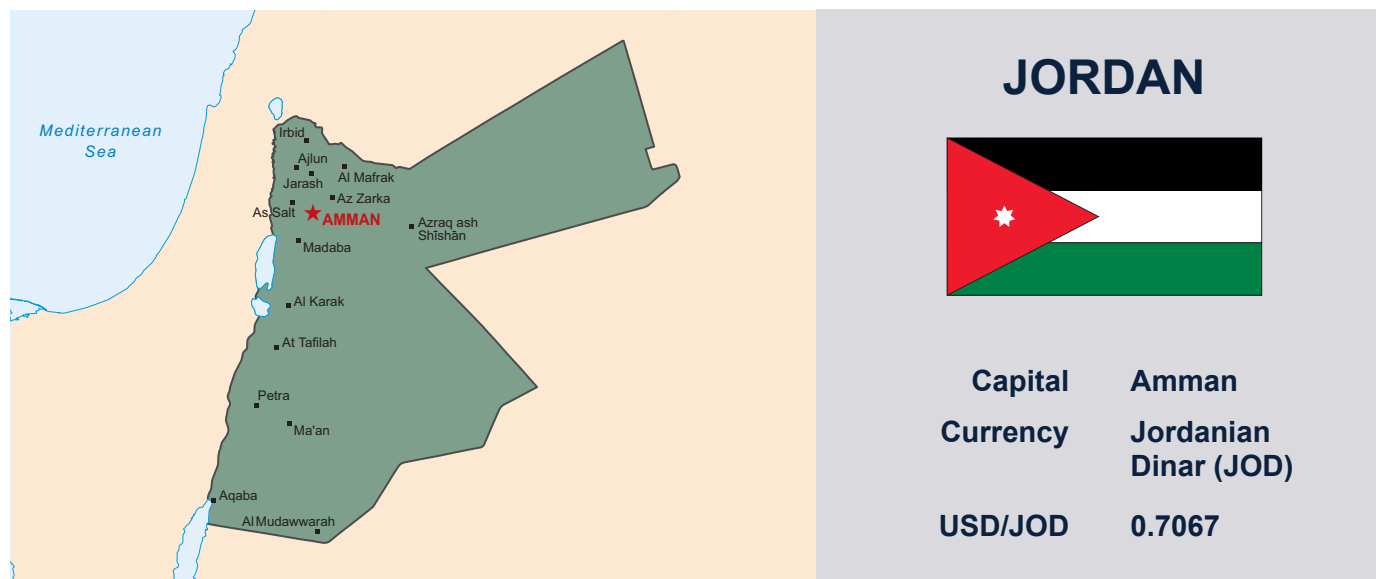 Mediterranean
Sea
Irbid
Ajlun
Jarash
Al Mafrak
Az Zarka
As Salt
AMMAN
Azraq ash
Shīshān
Madaba
Al Karak
At Tafilah
Petra
Ma'an
Aqaba
Al Mudawwarah
JORDAN
Capital Amman
Currency Jordanian
Dinar (JOD)
USD/JOD 0.7067